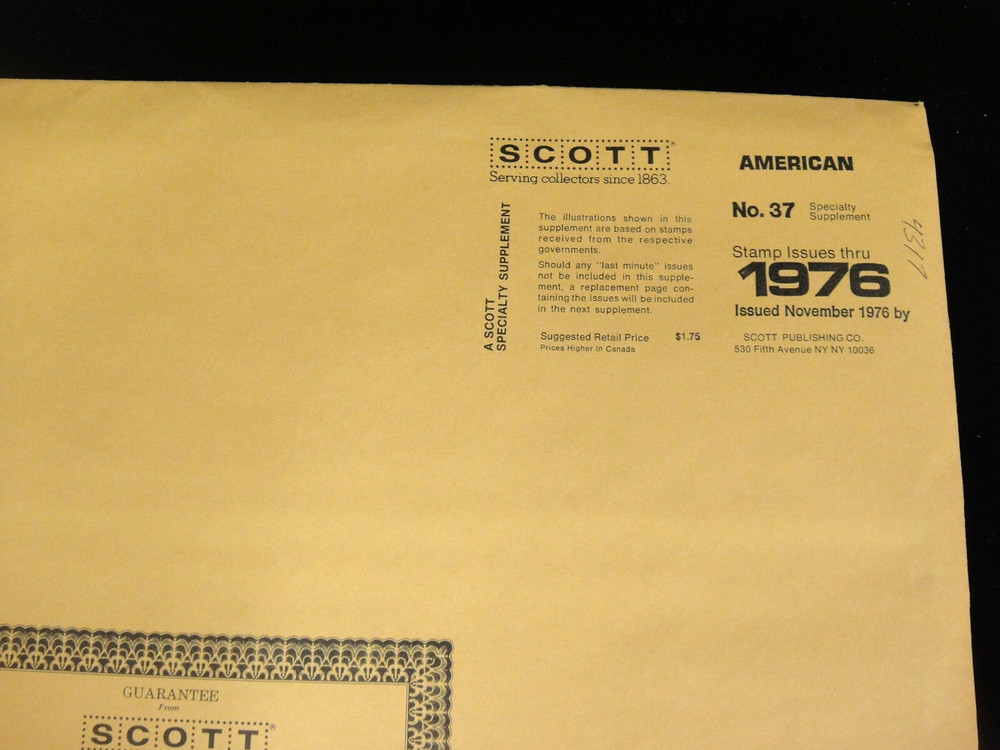 SCOTT®
Serving collectors since 1863.
A SCOTT
SPECIALTY SUPPLEMENT
The illustrations shown in this
supplement are based on stamps
received from the respective
governments.
Should any "last minute" issues
not be included in this supple-
ment, a replacement page con-
taining the issues will be included
in the next supplement.
Suggested Retail Price $1.75
Prices Higher in Canada
AMERICAN
No. 37 Specialty
Supplement
Stamp Issues thru
1976
Issued November 1976 by
SCOTT PUBLISHING CO.
530 Fifth Avenue NY NY 10036
GUARANTEE
From
SCOTT®